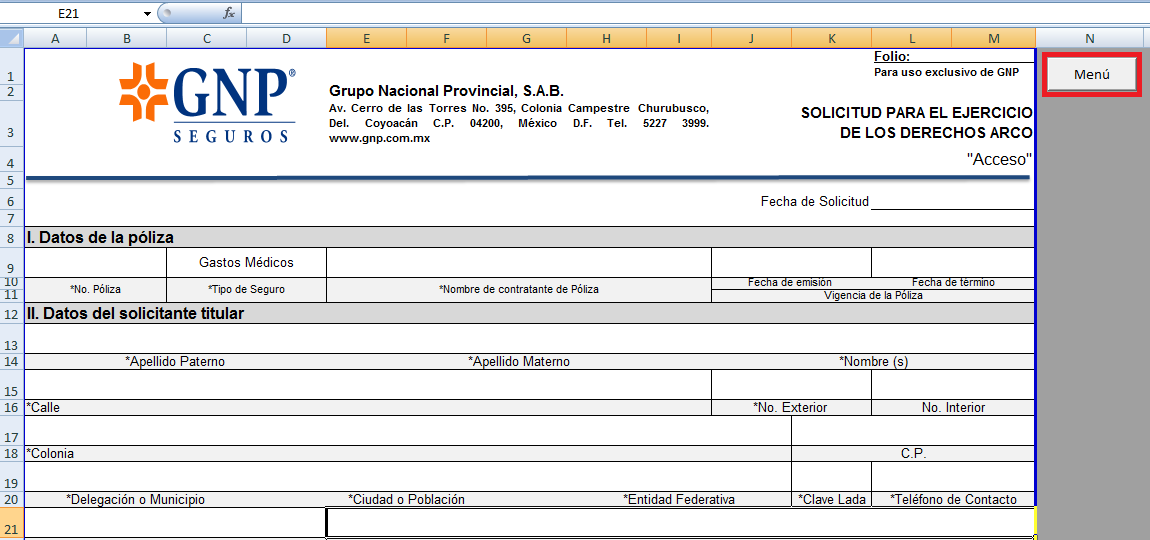 E21
fx
A B C D E F G H I J K L M N
1
Folio:
Para uso exclusivo de GNP
Menú
GNP®
SEGUROS
2
Grupo Nacional Provincial, S.A.B.
Av. Cerro de las Torres No. 395, Colonia Campestre Churubusco,
Del. Coyoacán C.P. 04200, México D.F. Tel. 5227 3999.
www.gnp.com.mx
3
SOLICITUD PARA EL EJERCICIO
DE LOS DERECHOS ARCO
4
"Acceso"
5
6 Fecha de Solicitud
7
8 I. Datos de la póliza
9 Gastos Médicos
10 Fecha de emisión Fecha de término
*No. Póliza *Tipo de Seguro *Nombre de contratante de Póliza
11 Vigencia de la Póliza
12 II. Datos del solicitante titular
13
14 *Apellido Paterno *Apellido Materno *Nombre (s)
15
16 *Calle *No. Exterior No. Interior
17
18 *Colonia C.P.
19
20 *Delegación o Municipio *Ciudad o Población *Entidad Federativa *Clave Lada *Teléfono de Contacto
21